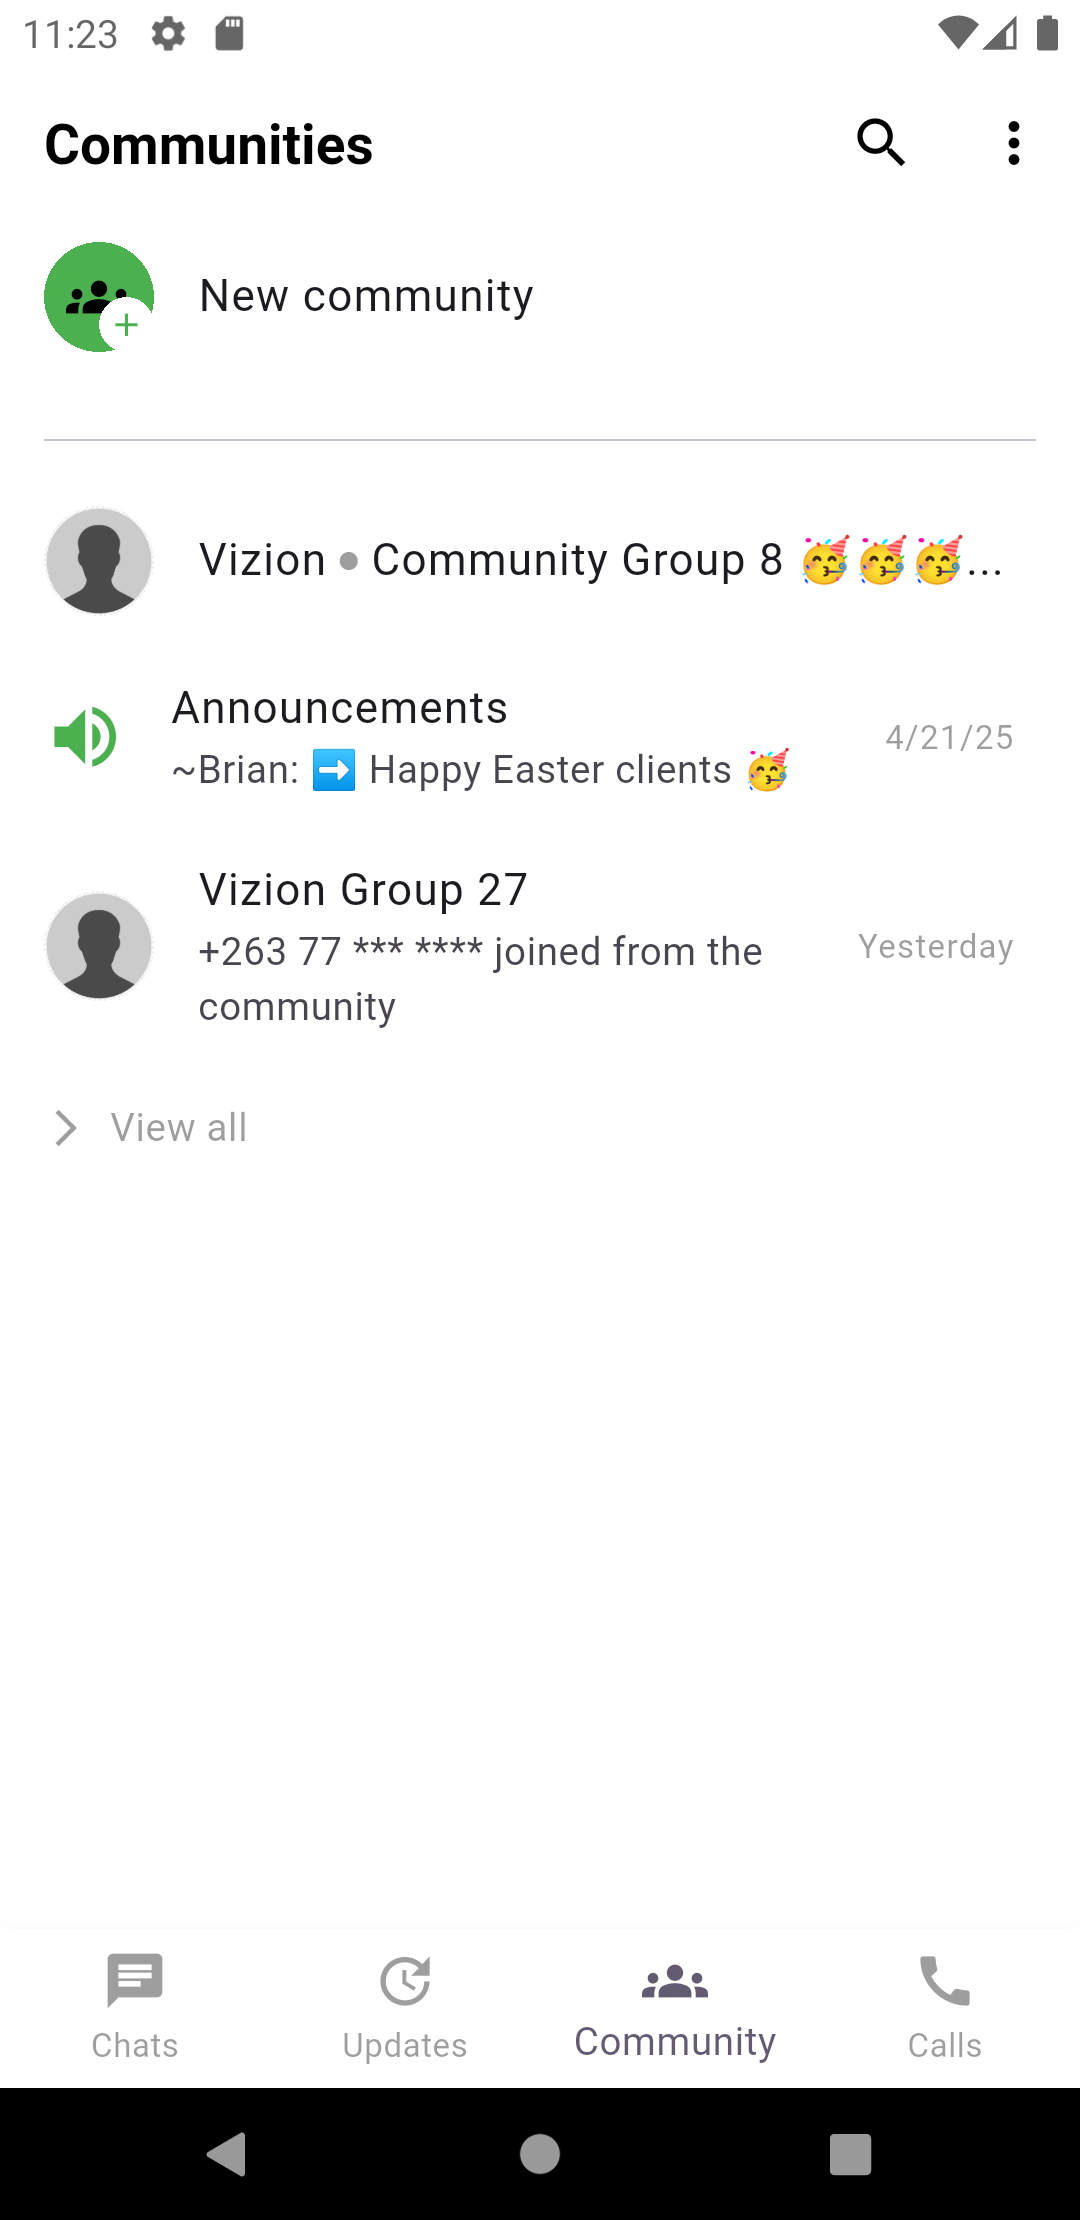 11:23
Communities
New community
Vizion ● Community Group 8 🥳🥳🥳...
Announcements
~Brian: ➡️ Happy Easter clients 🥳
4/21/25
Vizion Group 27
+263 77 *** **** joined from the
community
Yesterday
View all
Chats
Updates
Community
Calls